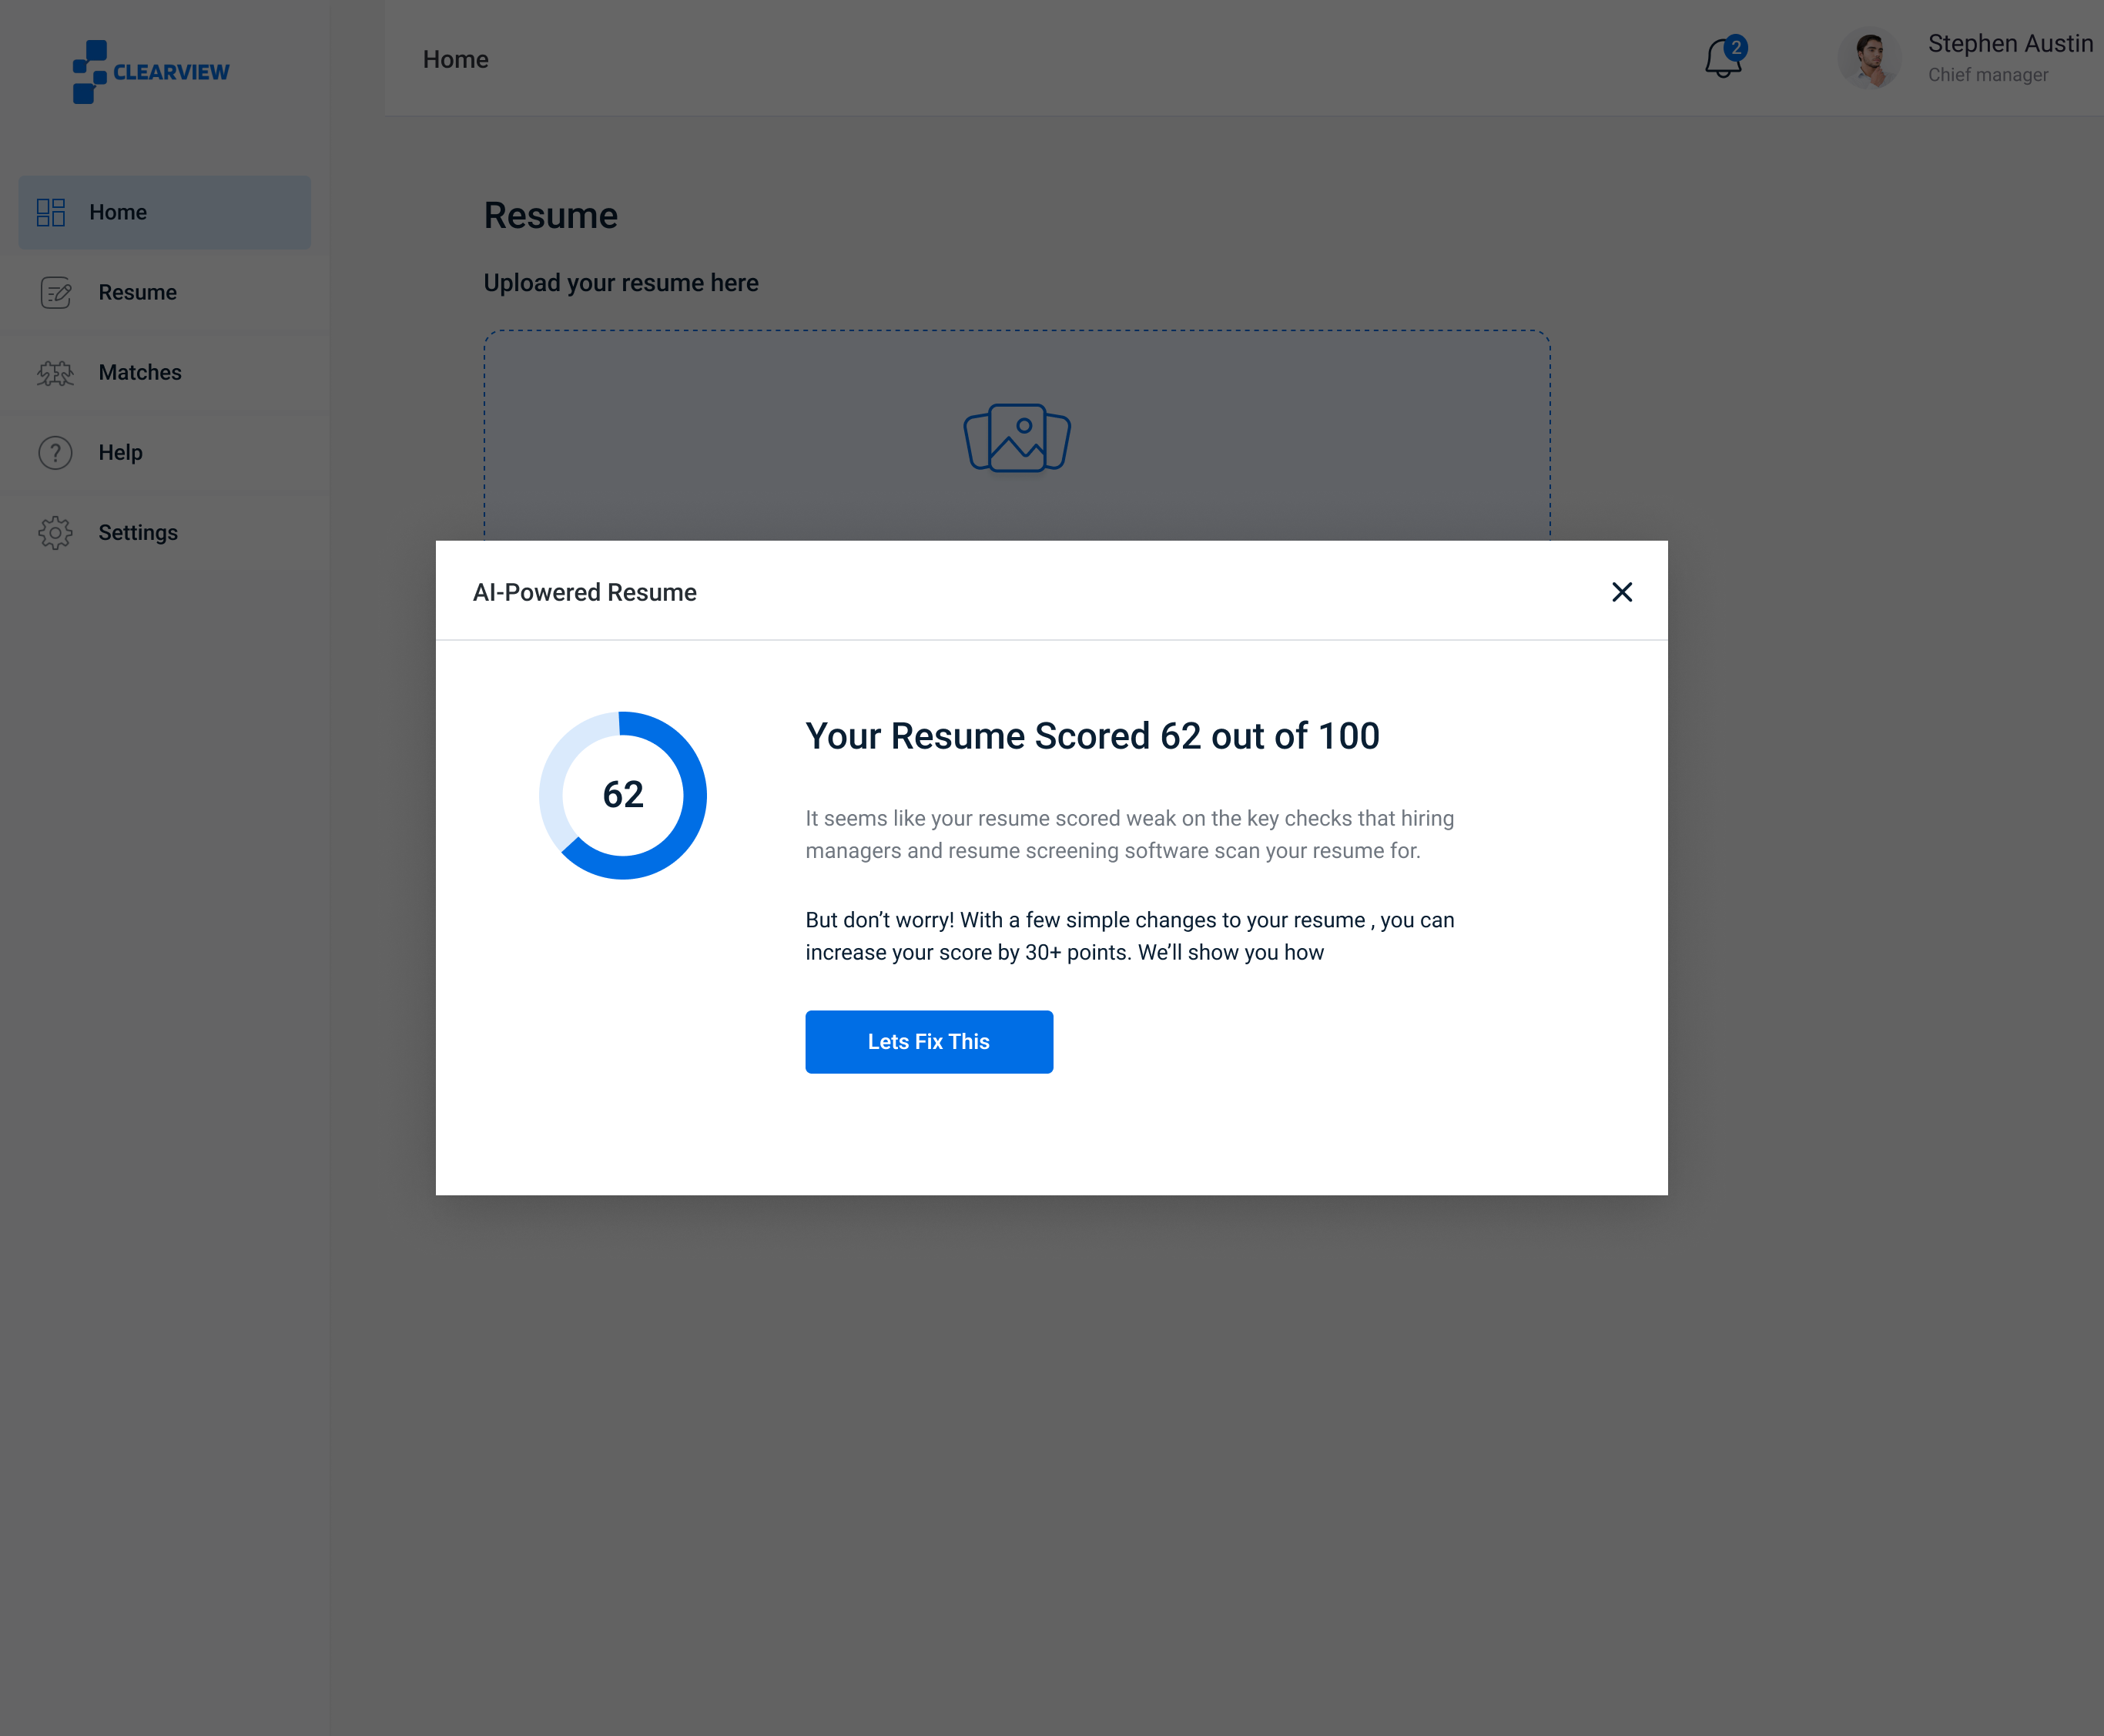 CLEARVIEW
Home
2
Stephen Austin
Chief manager
Home
Resume
Matches
Help
Settings
Resume
Upload your resume here
AI-Powered Resume
62
Your Resume Scored 62 out of 100
It seems like your resume scored weak on the key checks that hiring
managers and resume screening software scan your resume for.
But don’t worry! With a few simple changes to your resume , you can
increase your score by 30+ points. We’ll show you how
Lets Fix This